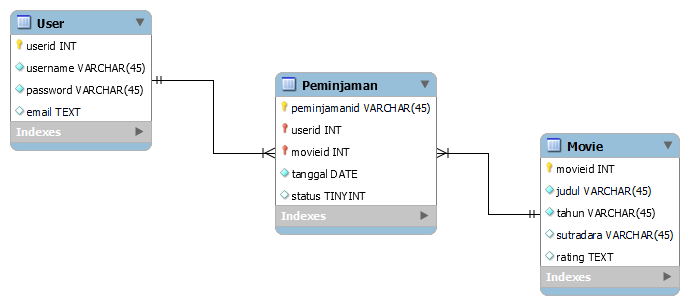 User
userid INT
username VARCHAR(45)
password VARCHAR(45)
email TEXT
Indexes
Peminjaman
peminjamanid VARCHAR(45)
userid INT
movieid INT
tanggal DATE
status TINYINT
Indexes
Movie
movieid INT
judul VARCHAR(45)
tahun VARCHAR(45)
sutradara VARCHAR(45)
rating TEXT
Indexes